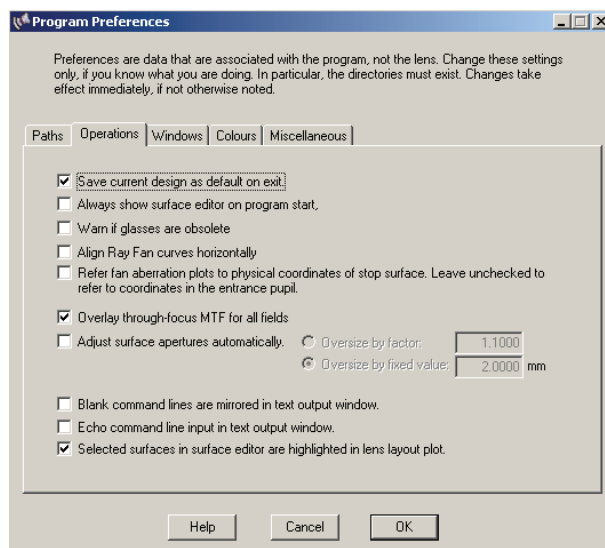 Program Preferences
Preferences are data that are associated with the program, not the lens. Change these settings
only, if you know what you are doing. In particular, the directories must exist. Changes take
effect immediately, if not otherwise noted.
Paths Operations Windows Colours Miscellaneous
Save current design as default on exit.
Always show surface editor on program start,
Warn if glasses are obsolete
Align Ray Fan curves horizontally
Refer fan aberration plots to physical coordinates of stop surface. Leave unchecked to
refer to coordinates in the entrance pupil.
Overlay through-focus MTF for all fields
Adjust surface apertures automatically. Oversize by factor: 1.1000
Oversize by fixed value: 2.0000 mm
Blank command lines are mirrored in text output window.
Echo command line input in text output window.
Selected surfaces in surface editor are highlighted in lens layout plot.
Help Cancel OK